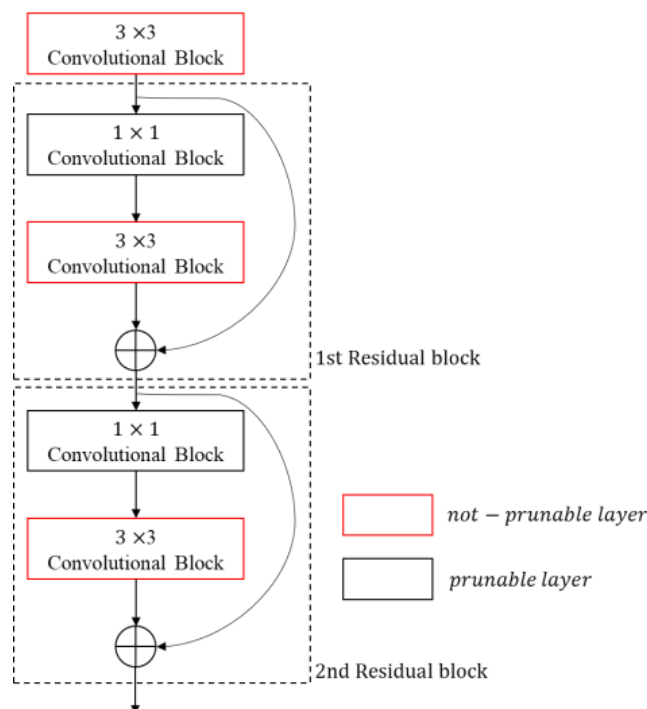 3 ×3
Convolutional Block
1 × 1
Convolutional Block
3 ×3
Convolutional Block
1st Residual block
1 × 1
Convolutional Block
3 ×3
Convolutional Block
2nd Residual block
not − prunable layer
prunable layer